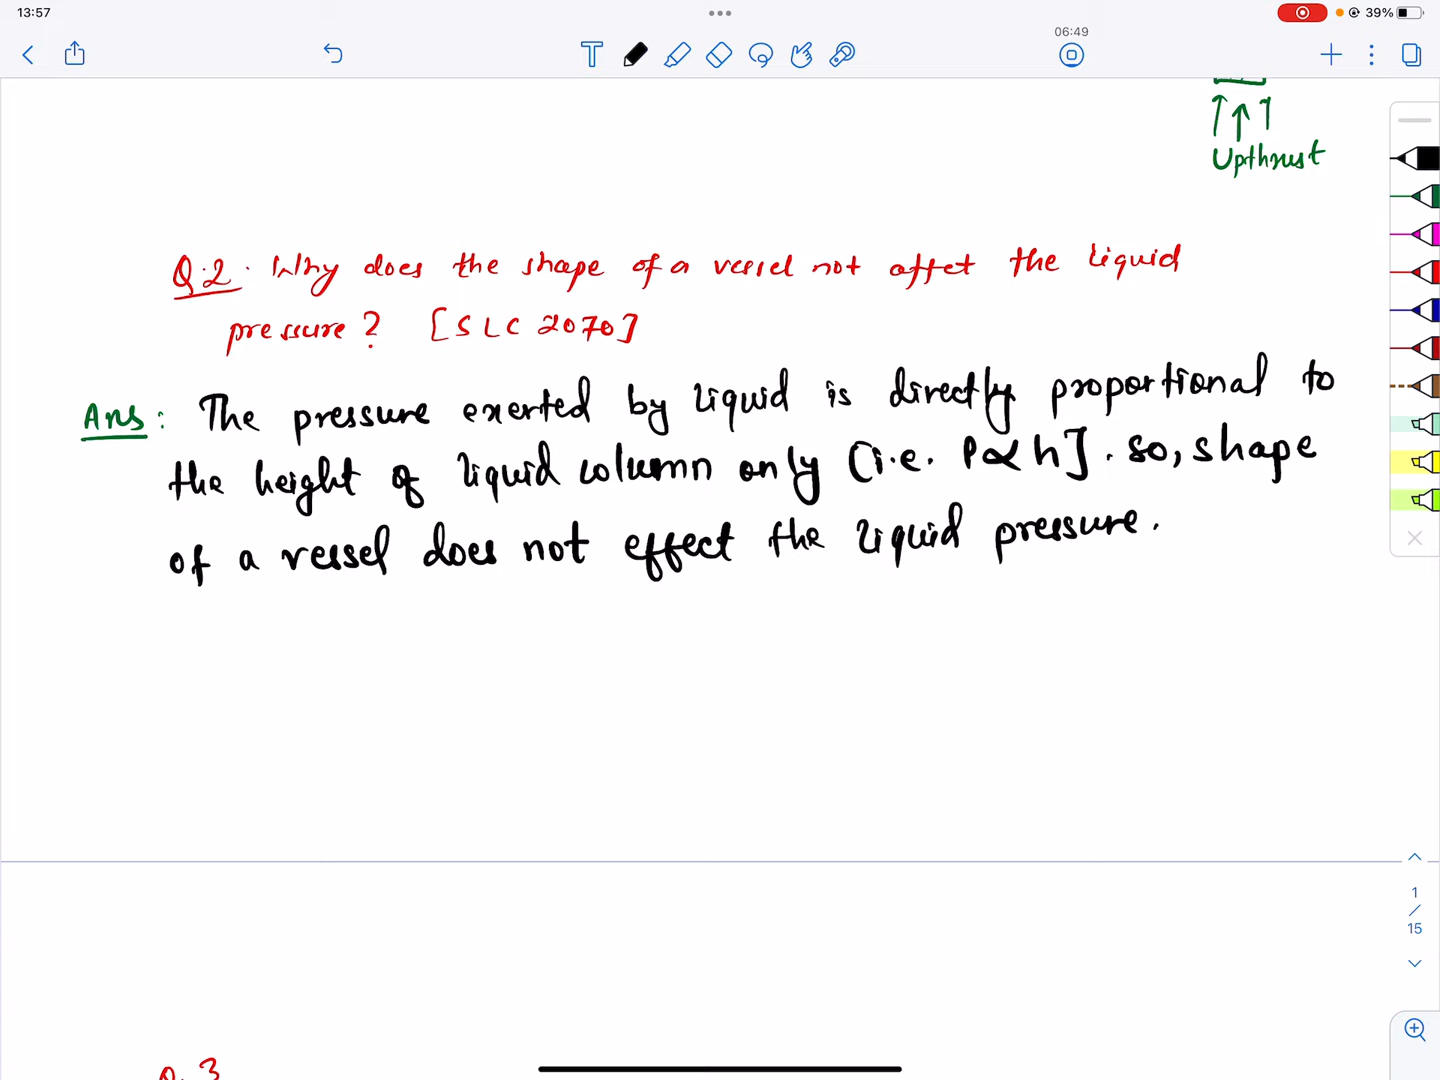 13:57
39%
06:49
Upthrust
Q.2. Why does the shape of a vessel not affet the liquid
pressure? [SLC 2070]
Ans: The pressure exerted by liquid is directly proportional to
the height of liquid column only (i.e. P∝h]. so, shape
of a vessel does not effect the liquid pressure.
1
/
15
Q. 3